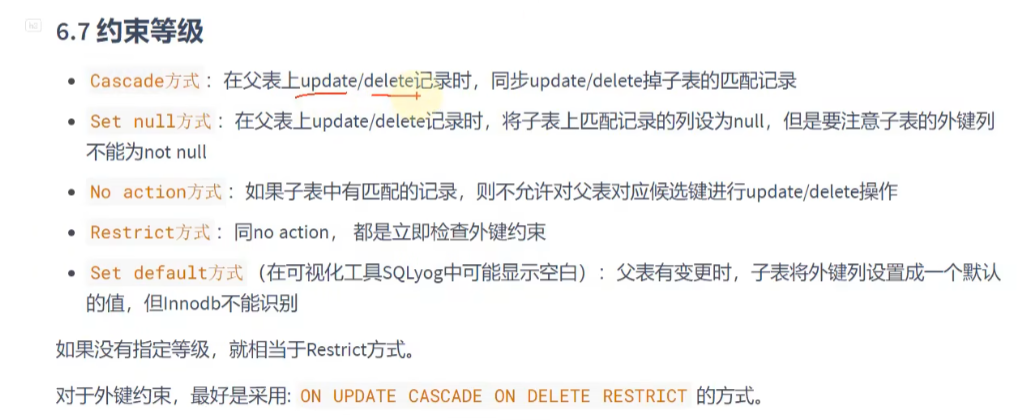 6.7 约束等级
Cascade方式：在父表上update/delete记录时，同步update/delete掉子表的匹配记录
Set null方式：在父表上update/delete记录时，将子表上匹配记录的列设为null，但是要注意子表的外键列
不能为not null
No action方式：如果子表中有匹配的记录，则不允许对父表对应候选键进行update/delete操作
Restrict方式：同no action， 都是立即检查外键约束
Set default方式（在可视化工具SQLyog中可能显示空白）：父表有变更时，子表将外键列设置成一个默认
的值，但Innodb不能识别
如果没有指定等级，就相当于Restrict方式。
对于外键约束，最好是采用: ON UPDATE CASCADE ON DELETE RESTRICT 的方式。